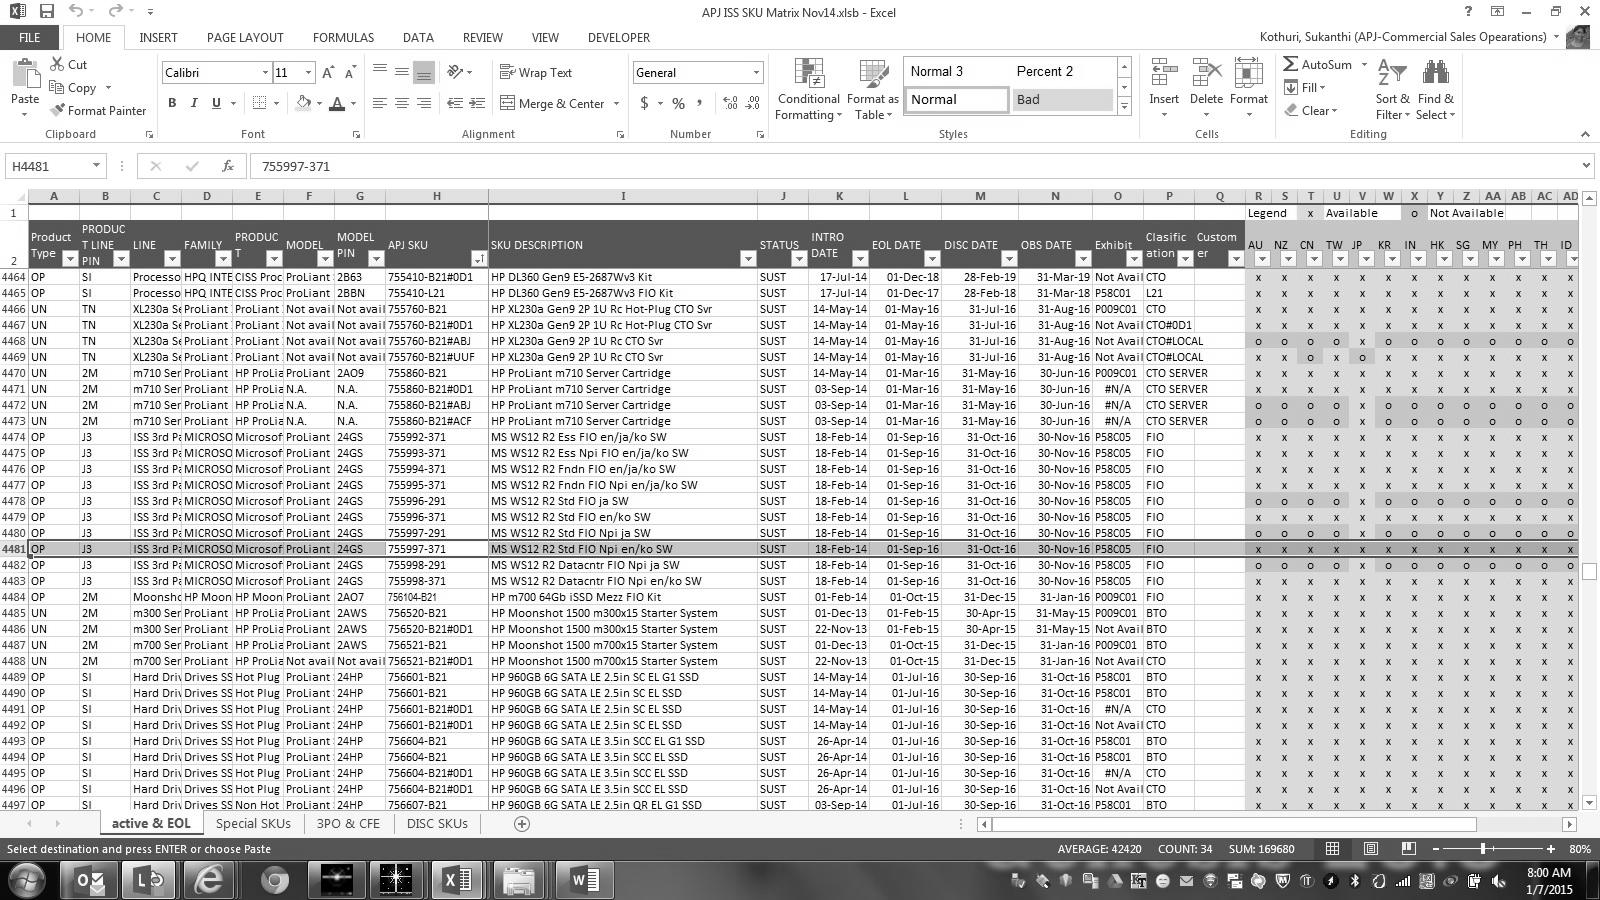 APJ ISS SKU Matrix Nov14.xlsb - Excel
FILE HOME INSERT PAGE LAYOUT FORMULAS DATA REVIEW VIEW DEVELOPER Kothuri, Sukanthi (APJ-Commercial Sales Opearations)
Cut
Copy
Format Painter
Paste
Clipboard
Calibri 11
B I U A A
Font
Wrap Text
Merge & Center
Alignment
General
$ % ,
Number
Conditional Formatting
Format as Table
Normal 3 Percent 2
Normal Bad
Styles
Insert Delete Format
Cells
AutoSum
Fill
Clear
Sort & Filter
Find & Select
Editing
H4481 fx 755997-371
A B C D E F G H I J K L M N O P Q R S T U V W X Y Z AA AB AC AD
1 Legend x Available o Not Available
2 Product Type PRODUC T LINE PIN LINE FAMILY PRODUC T MODEL MODEL PIN APJ SKU SKU DESCRIPTION STATUS INTRO DATE EOL DATE DISC DATE OBS DATE Exhibit Clasific ation Custom er AU NZ CN TW JP KR IN HK SG MY PH TH ID
4464 OP SI Processo HPQ INTE CISS Proc ProLiant 2B63 755410-B21#0D1 HP DL360 Gen9 E5-2687Wv3 Kit SUST 17-Jul-14 01-Dec-18 28-Feb-19 31-Mar-19 Not Avail CTO x x x x x x x x x x x x x
4465 OP SI Processo HPQ INTE CISS Proc ProLiant 2BBN 755410-L21 HP DL360 Gen9 E5-2687Wv3 FIO Kit SUST 17-Jul-14 01-Dec-17 28-Feb-18 31-Mar-18 P58C01 L21 x x x x x x x x x x x x x
4466 UN TN XL230a Se ProLiant ProLiant Not avail Not avail 755760-B21 HP XL230a Gen9 2P 1U Rc Hot-Plug CTO Svr SUST 14-May-14 01-May-16 31-Jul-16 31-Aug-16 P009C01 CTO x x x x x x x x x x x x x
4467 UN TN XL230a Se ProLiant ProLiant Not avail Not avail 755760-B21#0D1 HP XL230a Gen9 2P 1U Rc Hot-Plug CTO Svr SUST 14-May-14 01-May-16 31-Jul-16 31-Aug-16 Not Avail CTO#0D1 x x x x x x x x x x x x x
4468 UN TN XL230a Se ProLiant ProLiant Not avail Not avail 755760-B21#ABJ HP XL230a Gen9 2P 1U Rc CTO Svr SUST 14-May-14 01-May-16 31-Jul-16 31-Aug-16 Not Avail CTO#LOCAL o o o o x o o o o o o o o
4469 UN TN XL230a Se ProLiant ProLiant Not avail Not avail 755760-B21#UUF HP XL230a Gen9 2P 1U Rc CTO Svr SUST 14-May-14 01-May-16 31-Jul-16 31-Aug-16 Not Avail CTO#LOCAL x x o x o x x x x x x x x
4470 UN 2M m710 Ser ProLiant HP ProLia ProLiant 2AO9 755860-B21 HP ProLiant m710 Server Cartridge SUST 14-May-14 01-Mar-16 31-May-16 30-Jun-16 P009C01 CTO SERVER x x x x x x x x x x x x x
4471 UN 2M m710 Ser ProLiant HP ProLia N.A. N.A. 755860-B21#0D1 HP ProLiant m710 Server Cartridge SUST 03-Sep-14 01-Mar-16 31-May-16 30-Jun-16 #N/A CTO SERVER x x x x x x x x x x x x x
4472 UN 2M m710 Ser ProLiant HP ProLia N.A. N.A. 755860-B21#ABJ HP ProLiant m710 Server Cartridge SUST 03-Sep-14 01-Mar-16 31-May-16 30-Jun-16 #N/A CTO SERVER o o o o x o o o o o o o o
4473 UN 2M m710 Ser ProLiant HP ProLia N.A. N.A. 755860-B21#ACF HP ProLiant m710 Server Cartridge SUST 03-Sep-14 01-Mar-16 31-May-16 30-Jun-16 #N/A CTO SERVER o o o o x o o o o o o o o
4474 OP J3 ISS 3rd Pa MICROSO Microsof ProLiant 24GS 755992-371 MS WS12 R2 Ess FIO en/ja/ko SW SUST 18-Feb-14 01-Sep-16 31-Oct-16 30-Nov-16 P58C05 FIO x x x x x x x x x x x x x
4475 OP J3 ISS 3rd Pa MICROSO Microsof ProLiant 24GS 755993-371 MS WS12 R2 Ess Npi FIO en/ja/ko SW SUST 18-Feb-14 01-Sep-16 31-Oct-16 30-Nov-16 P58C05 FIO x x x x x x x x x x x x x
4476 OP J3 ISS 3rd Pa MICROSO Microsof ProLiant 24GS 755994-371 MS WS12 R2 Fndn FIO en/ja/ko SW SUST 18-Feb-14 01-Sep-16 31-Oct-16 30-Nov-16 P58C05 FIO x x x x x x x x x x x x x
4477 OP J3 ISS 3rd Pa MICROSO Microsof ProLiant 24GS 755995-371 MS WS12 R2 Fndn FIO Npi en/ja/ko SW SUST 18-Feb-14 01-Sep-16 31-Oct-16 30-Nov-16 P58C05 FIO x x x x x x x x x x x x x
4478 OP J3 ISS 3rd Pa MICROSO Microsof ProLiant 24GS 755996-291 MS WS12 R2 Std FIO ja SW SUST 18-Feb-14 01-Sep-16 31-Oct-16 30-Nov-16 P58C05 FIO o o o o x o o o o o o o o
4479 OP J3 ISS 3rd Pa MICROSO Microsof ProLiant 24GS 755996-371 MS WS12 R2 Std FIO en/ko SW SUST 18-Feb-14 01-Sep-16 31-Oct-16 30-Nov-16 P58C05 FIO x x x x x x x x x x x x x
4480 OP J3 ISS 3rd Pa MICROSO Microsof ProLiant 24GS 755997-291 MS WS12 R2 Std FIO Npi ja SW SUST 18-Feb-14 01-Sep-16 31-Oct-16 30-Nov-16 P58C05 FIO o o o o x o o o o o o o o
4481 OP J3 ISS 3rd Pa MICROSO Microsof ProLiant 24GS 755997-371 MS WS12 R2 Std FIO Npi en/ko SW SUST 18-Feb-14 01-Sep-16 31-Oct-16 30-Nov-16 P58C05 FIO x x x x x x x x x x x x x
4482 OP J3 ISS 3rd Pa MICROSO Microsof ProLiant 24GS 755998-291 MS WS12 R2 Datacntr FIO Npi ja SW SUST 18-Feb-14 01-Sep-16 31-Oct-16 30-Nov-16 P58C05 FIO o o o o x o o o o o o o o
4483 OP J3 ISS 3rd Pa MICROSO Microsof ProLiant 24GS 755998-371 MS WS12 R2 Datacntr FIO Npi en/ko SW SUST 18-Feb-14 01-Sep-16 31-Oct-16 30-Nov-16 P58C05 FIO x x x x x x x x x x x x x
4484 OP 2M Moonsho HP Moon HP Moon ProLiant 2AO7 756104-B21 HP m700 64Gb iSSD Mezz FIO Kit SUST 01-Feb-14 01-Oct-15 31-Dec-15 31-Jan-16 P009C01 FIO x x x x x x x x x x x x x
4485 UN 2M m300 Ser ProLiant HP ProLia ProLiant 2AWS 756520-B21 HP Moonshot 1500 m300x15 Starter System SUST 01-Dec-13 01-Feb-15 30-Apr-15 31-May-15 P009C01 BTO x x x x x x x x x x x x x
4486 UN 2M m300 Ser ProLiant HP ProLia ProLiant 2AWS 756520-B21#0D1 HP Moonshot 1500 m300x15 Starter System SUST 22-Nov-13 01-Feb-15 30-Apr-15 31-May-15 Not Avail BTO x x x x x x x x x x x x x
4487 UN 2M m700 Ser ProLiant HP ProLia ProLiant 2AWS 756521-B21 HP Moonshot 1500 m700x15 Starter System SUST 01-Dec-13 01-Oct-15 31-Dec-15 31-Jan-16 P009C01 BTO x x x x x x x x x x x x x
4488 UN 2M m700 Ser ProLiant HP ProLia Not avail Not avail 756521-B21#0D1 HP Moonshot 1500 m700x15 Starter System SUST 22-Nov-13 01-Oct-15 31-Dec-15 31-Jan-16 Not Avail CTO x x x x x x x x x x x x x
4489 OP SI Hard Driv Drives SS Hot Plug ProLiant 24HP 756601-B21 HP 960GB 6G SATA LE 2.5in SC EL G1 SSD SUST 14-May-14 01-Jul-16 30-Sep-16 31-Oct-16 P58C01 BTO x x x x x x x x x x x x x
4490 OP SI Hard Driv Drives SS Hot Plug ProLiant 24HP 756601-B21 HP 960GB 6G SATA LE 2.5in SC EL SSD SUST 14-May-14 01-Jul-16 30-Sep-16 31-Oct-16 P58C01 BTO x x x x x x x x x x x x x
4491 OP SI Hard Driv Drives SS Hot Plug ProLiant 24HP 756601-B21#0D1 HP 960GB 6G SATA LE 2.5in SC EL SSD SUST 14-May-14 01-Jul-16 30-Sep-16 31-Oct-16 #N/A CTO x x x x x x x x x x x x x
4492 OP SI Hard Driv Drives SS Hot Plug ProLiant 24HP 756601-B21#0D1 HP 960GB 6G SATA LE 2.5in SC EL SSD SUST 14-May-14 01-Jul-16 30-Sep-16 31-Oct-16 Not Avail CTO x x x x x x x x x x x x x
4493 OP SI Hard Driv Drives SS Hot Plug ProLiant 24HP 756604-B21 HP 960GB 6G SATA LE 3.5in SCC EL G1 SSD SUST 26-Apr-14 01-Jul-16 30-Sep-16 31-Oct-16 P58C01 BTO x x x x x x x x x x x x x
4494 OP SI Hard Driv Drives SS Hot Plug ProLiant 24HP 756604-B21 HP 960GB 6G SATA LE 3.5in SCC EL SSD SUST 26-Apr-14 01-Jul-16 30-Sep-16 31-Oct-16 P58C01 BTO x x x x x x x x x x x x x
4495 OP SI Hard Driv Drives SS Hot Plug ProLiant 24HP 756604-B21#0D1 HP 960GB 6G SATA LE 3.5in SCC EL SSD SUST 26-Apr-14 01-Jul-16 30-Sep-16 31-Oct-16 #N/A CTO x x x x x x x x x x x x x
4496 OP SI Hard Driv Drives SS Hot Plug ProLiant 24HP 756604-B21#0D1 HP 960GB 6G SATA LE 3.5in SCC EL SSD SUST 26-Apr-14 01-Jul-16 30-Sep-16 31-Oct-16 Not Avail CTO x x x x x x x x x x x x x
4497 OP SI Hard Driv Drives SS Non Hot ProLiant 24HP 756607-B21 HP 960GB 6G SATA LE 2.5in QR EL G1 SSD SUST 03-Sep-14 01-Jul-16 30-Sep-16 31-Oct-16 P58C01 BTO x x x x x x x x x x x x x
active & EOL Special SKUs 3PO & CFE DISC SKUs
Select destination and press ENTER or choose Paste AVERAGE: 42420 COUNT: 34 SUM: 169680 80%
8:00 AM
1/7/2015